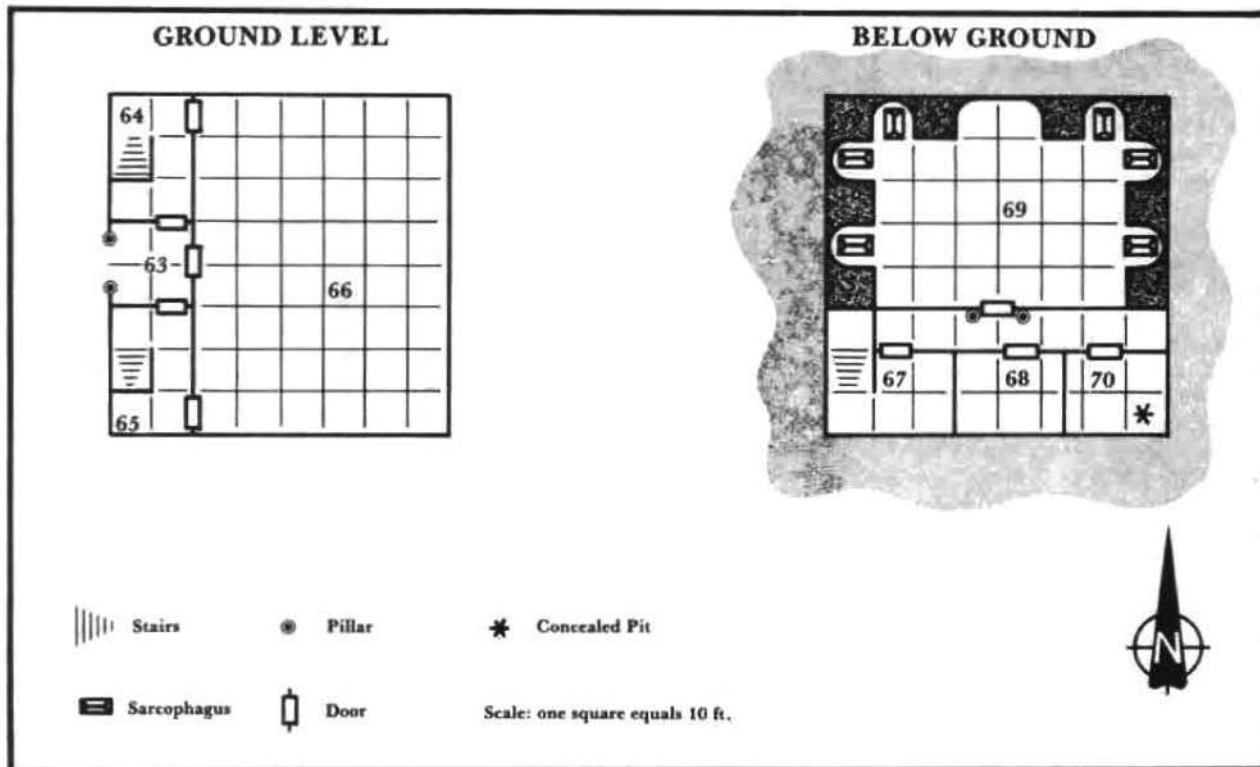 GROUND LEVEL
BELOW GROUND
64
63
66
65
69
67
68
70
Stairs
Pillar
Concealed Pit
Sarcophagus
Door
Scale: one square equals 10 ft.
N